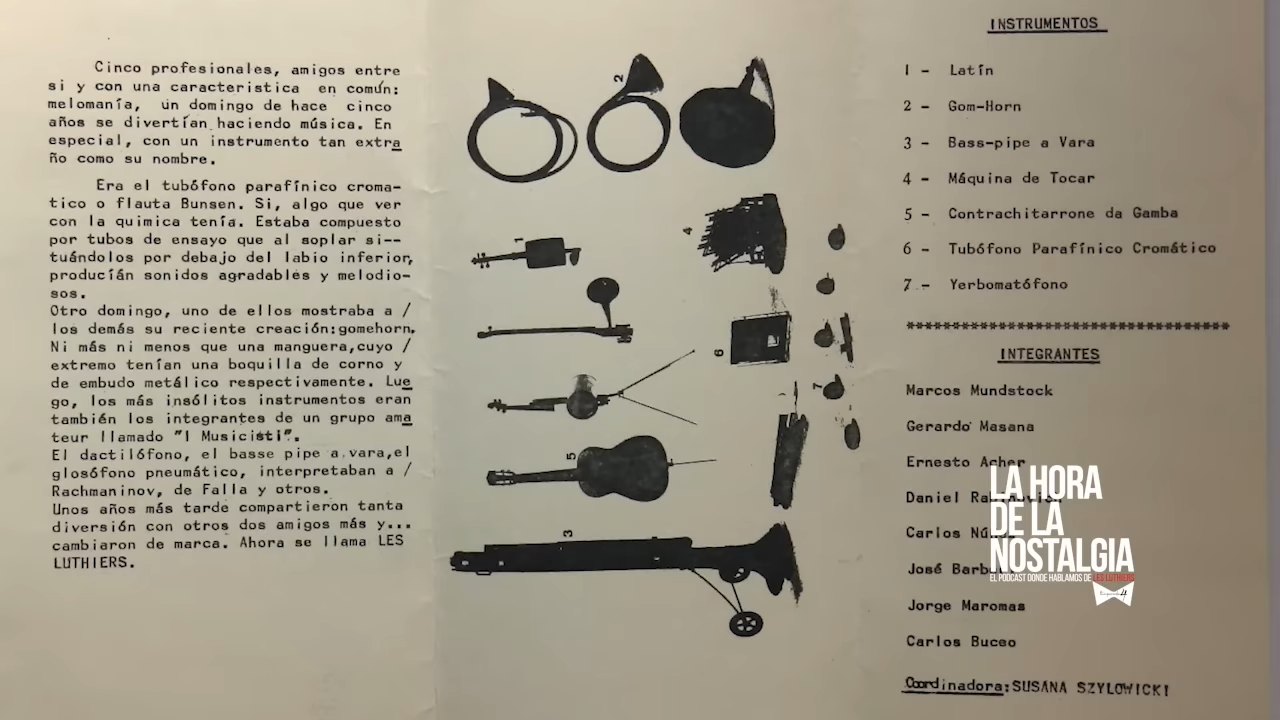 Cinco profesionales, amigos entre
si y con una caracteristica en común:
melomanía, un domingo de hace cinco
años se divertían haciendo música. En
especial, con un instrumento tan extra
ño como su nombre.
Era el tubófono parafínico croma-
tico o flauta Bunsen. Si, algo que ver
con la quimica tenía. Estaba compuesto
por tubos de ensayo que al soplar si--
tuándolos por debajo del labio inferior,
producían sonidos agradables y melodio-
sos.
Otro domingo, uno de ellos mostraba a /
los demás su reciente creación:gomehorn.
Ni más ni menos que una manguera,cuyo /
extremo tenían una boquilla de corno y
de embudo metálico respectivamente. Lue
go, los más insólitos instrumentos eran
también los integrantes de un grupo ama
teur llamado "I Musicisti".
El dactilófono, el basse pipe a vara,el
glosófono pneumático, interpretaban a /
Rachmaninov, de Falla y otros.
Unos años más tarde compartieron tanta
diversión con otros dos amigos más y...
cambiaron de marca. Ahora se llama LES
LUTHIERS.
2
1
4
6
7
5
3
INSTRUMENTOS
1 - Latín
2 - Gom-Horn
3 - Bass-pipe a Vara
4 - Máquina de Tocar
5 - Contrachitarrone da Gamba
6 - Tubófono Parafínico Cromático
7 - Yerbomatófono
*************************************
INTEGRANTES
Marcos Mundstock
Gerardo Masana
Ernesto Acher
Daniel
Carlos
José
Jorge Maromas
Carlos Buceo
Coordinadora:SUSANA SZYLOWICKI
LA HORA
DE LA
NOSTALGIA
EL PODCAST DONDE HABLAMOS DE LES LUTHIERS
4